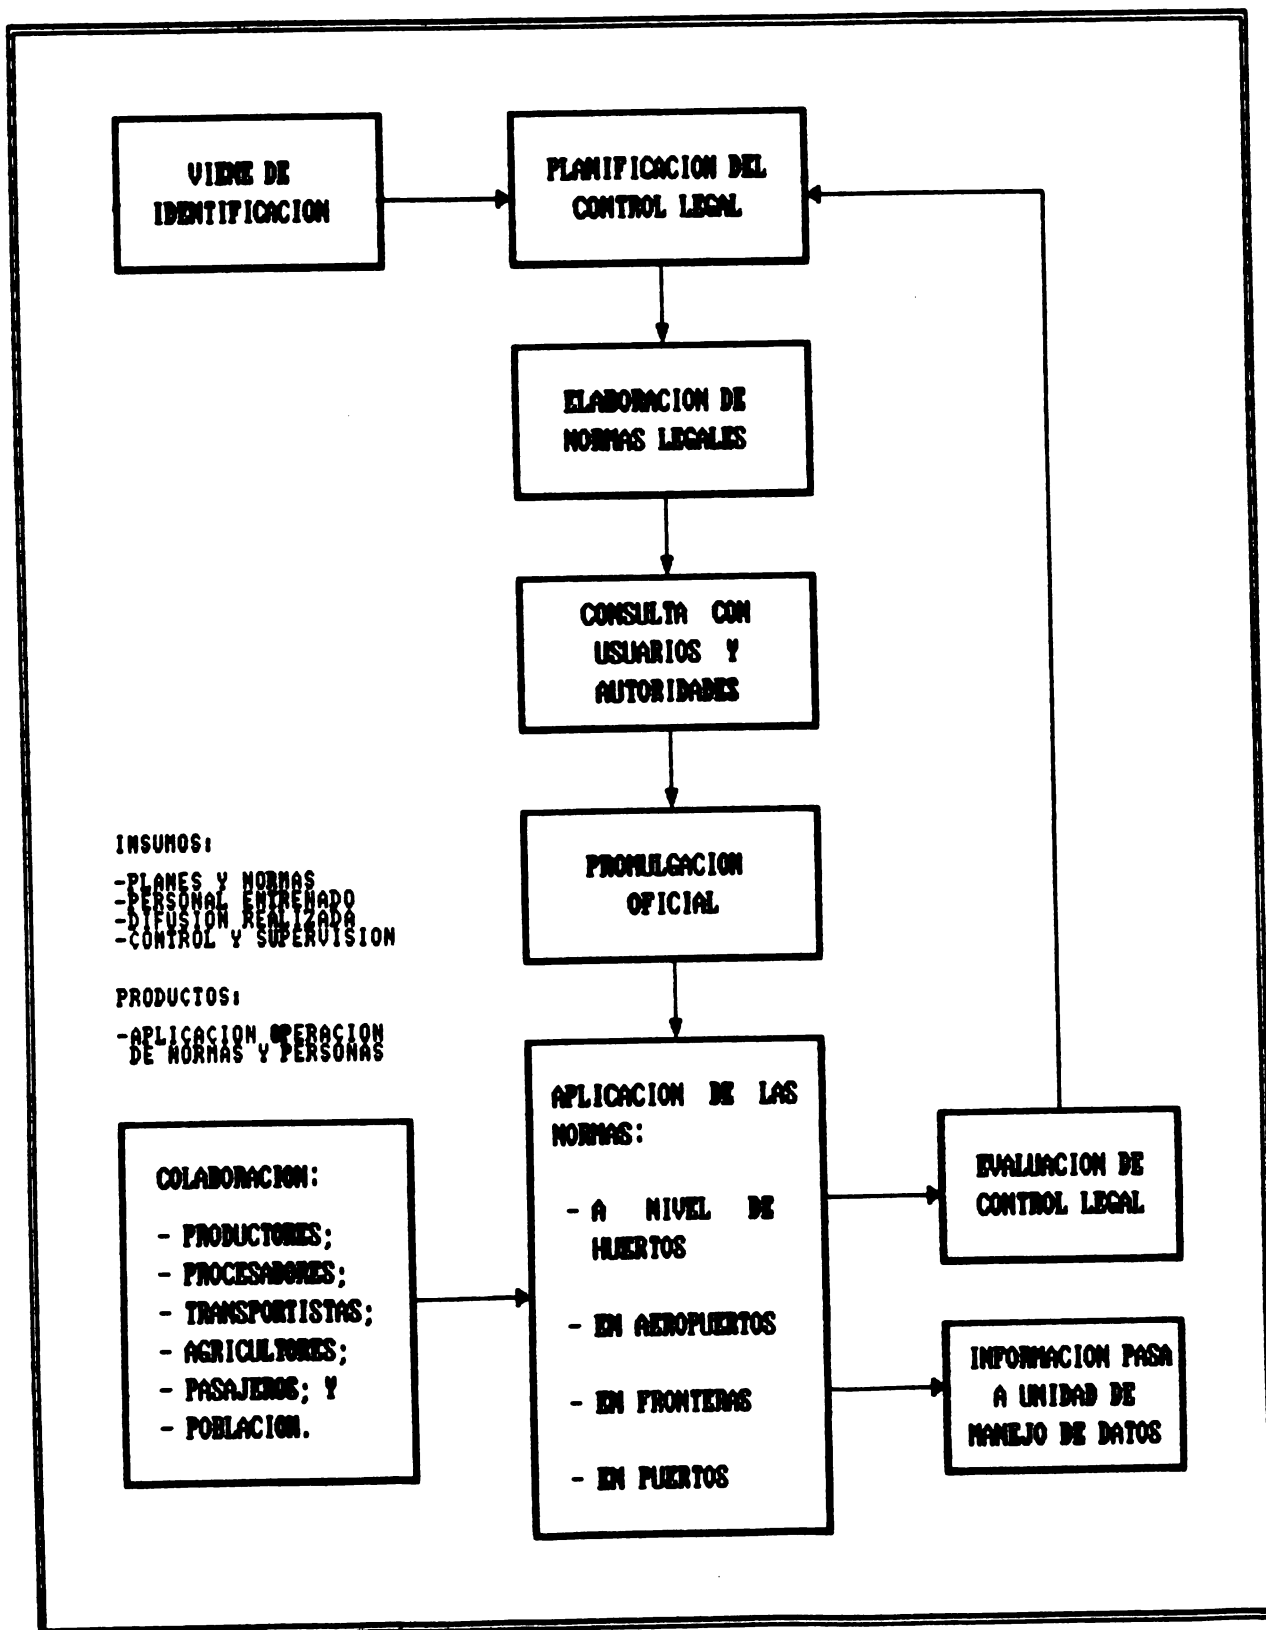 VIENE DE
IDENTIFICACION
PLANIFICACION DEL
CONTROL LEGAL
ELABORACION DE
NORMAS LEGALES
CONSULTA CON
USUARIOS Y
AUTORIDADES
PROMULGACION
OFICIAL
INSUMOS:
-PLANES Y NORMAS
-PERSONAL ENTRENADO
-DIFUSION REALIZADA
-CONTROL Y SUPERVISION
PRODUCTOS:
-APLICACION OPERACION
DE NORMAS Y PERSONAS
COLABORACION:
- PRODUCTORES;
- PROCESADORES;
- TRANSPORTISTAS;
- AGRICULTORES;
- PASAJEROS; Y
- POBLACION.
APLICACION DE LAS
NORMAS:
- A NIVEL DE
HUERTOS
- EN AEROPUERTOS
- EN FRONTERAS
- EN PUERTOS
EVALUACION DE
CONTROL LEGAL
INFORMACION PASA
A UNIDAD DE
MANEJO DE DATOS